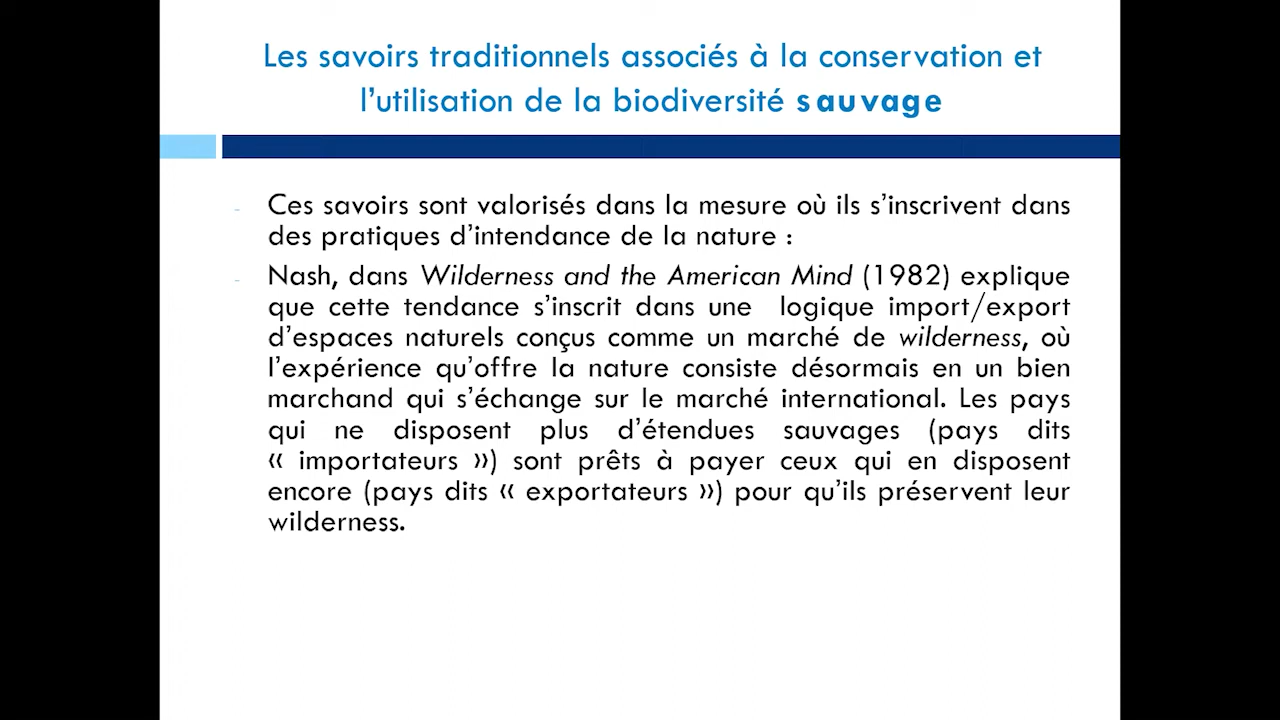 Les savoirs traditionnels associés à la conservation et
l’utilisation de la biodiversité sauvage
- Ces savoirs sont valorisés dans la mesure où ils s’inscrivent dans
des pratiques d’intendance de la nature :
- Nash, dans Wilderness and the American Mind (1982) explique
que cette tendance s’inscrit dans une logique import/export
d’espaces naturels conçus comme un marché de wilderness, où
l’expérience qu’offre la nature consiste désormais en un bien
marchand qui s’échange sur le marché international. Les pays
qui ne disposent plus d’étendues sauvages (pays dits
« importateurs ») sont prêts à payer ceux qui en disposent
encore (pays dits « exportateurs ») pour qu’ils préservent leur
wilderness.